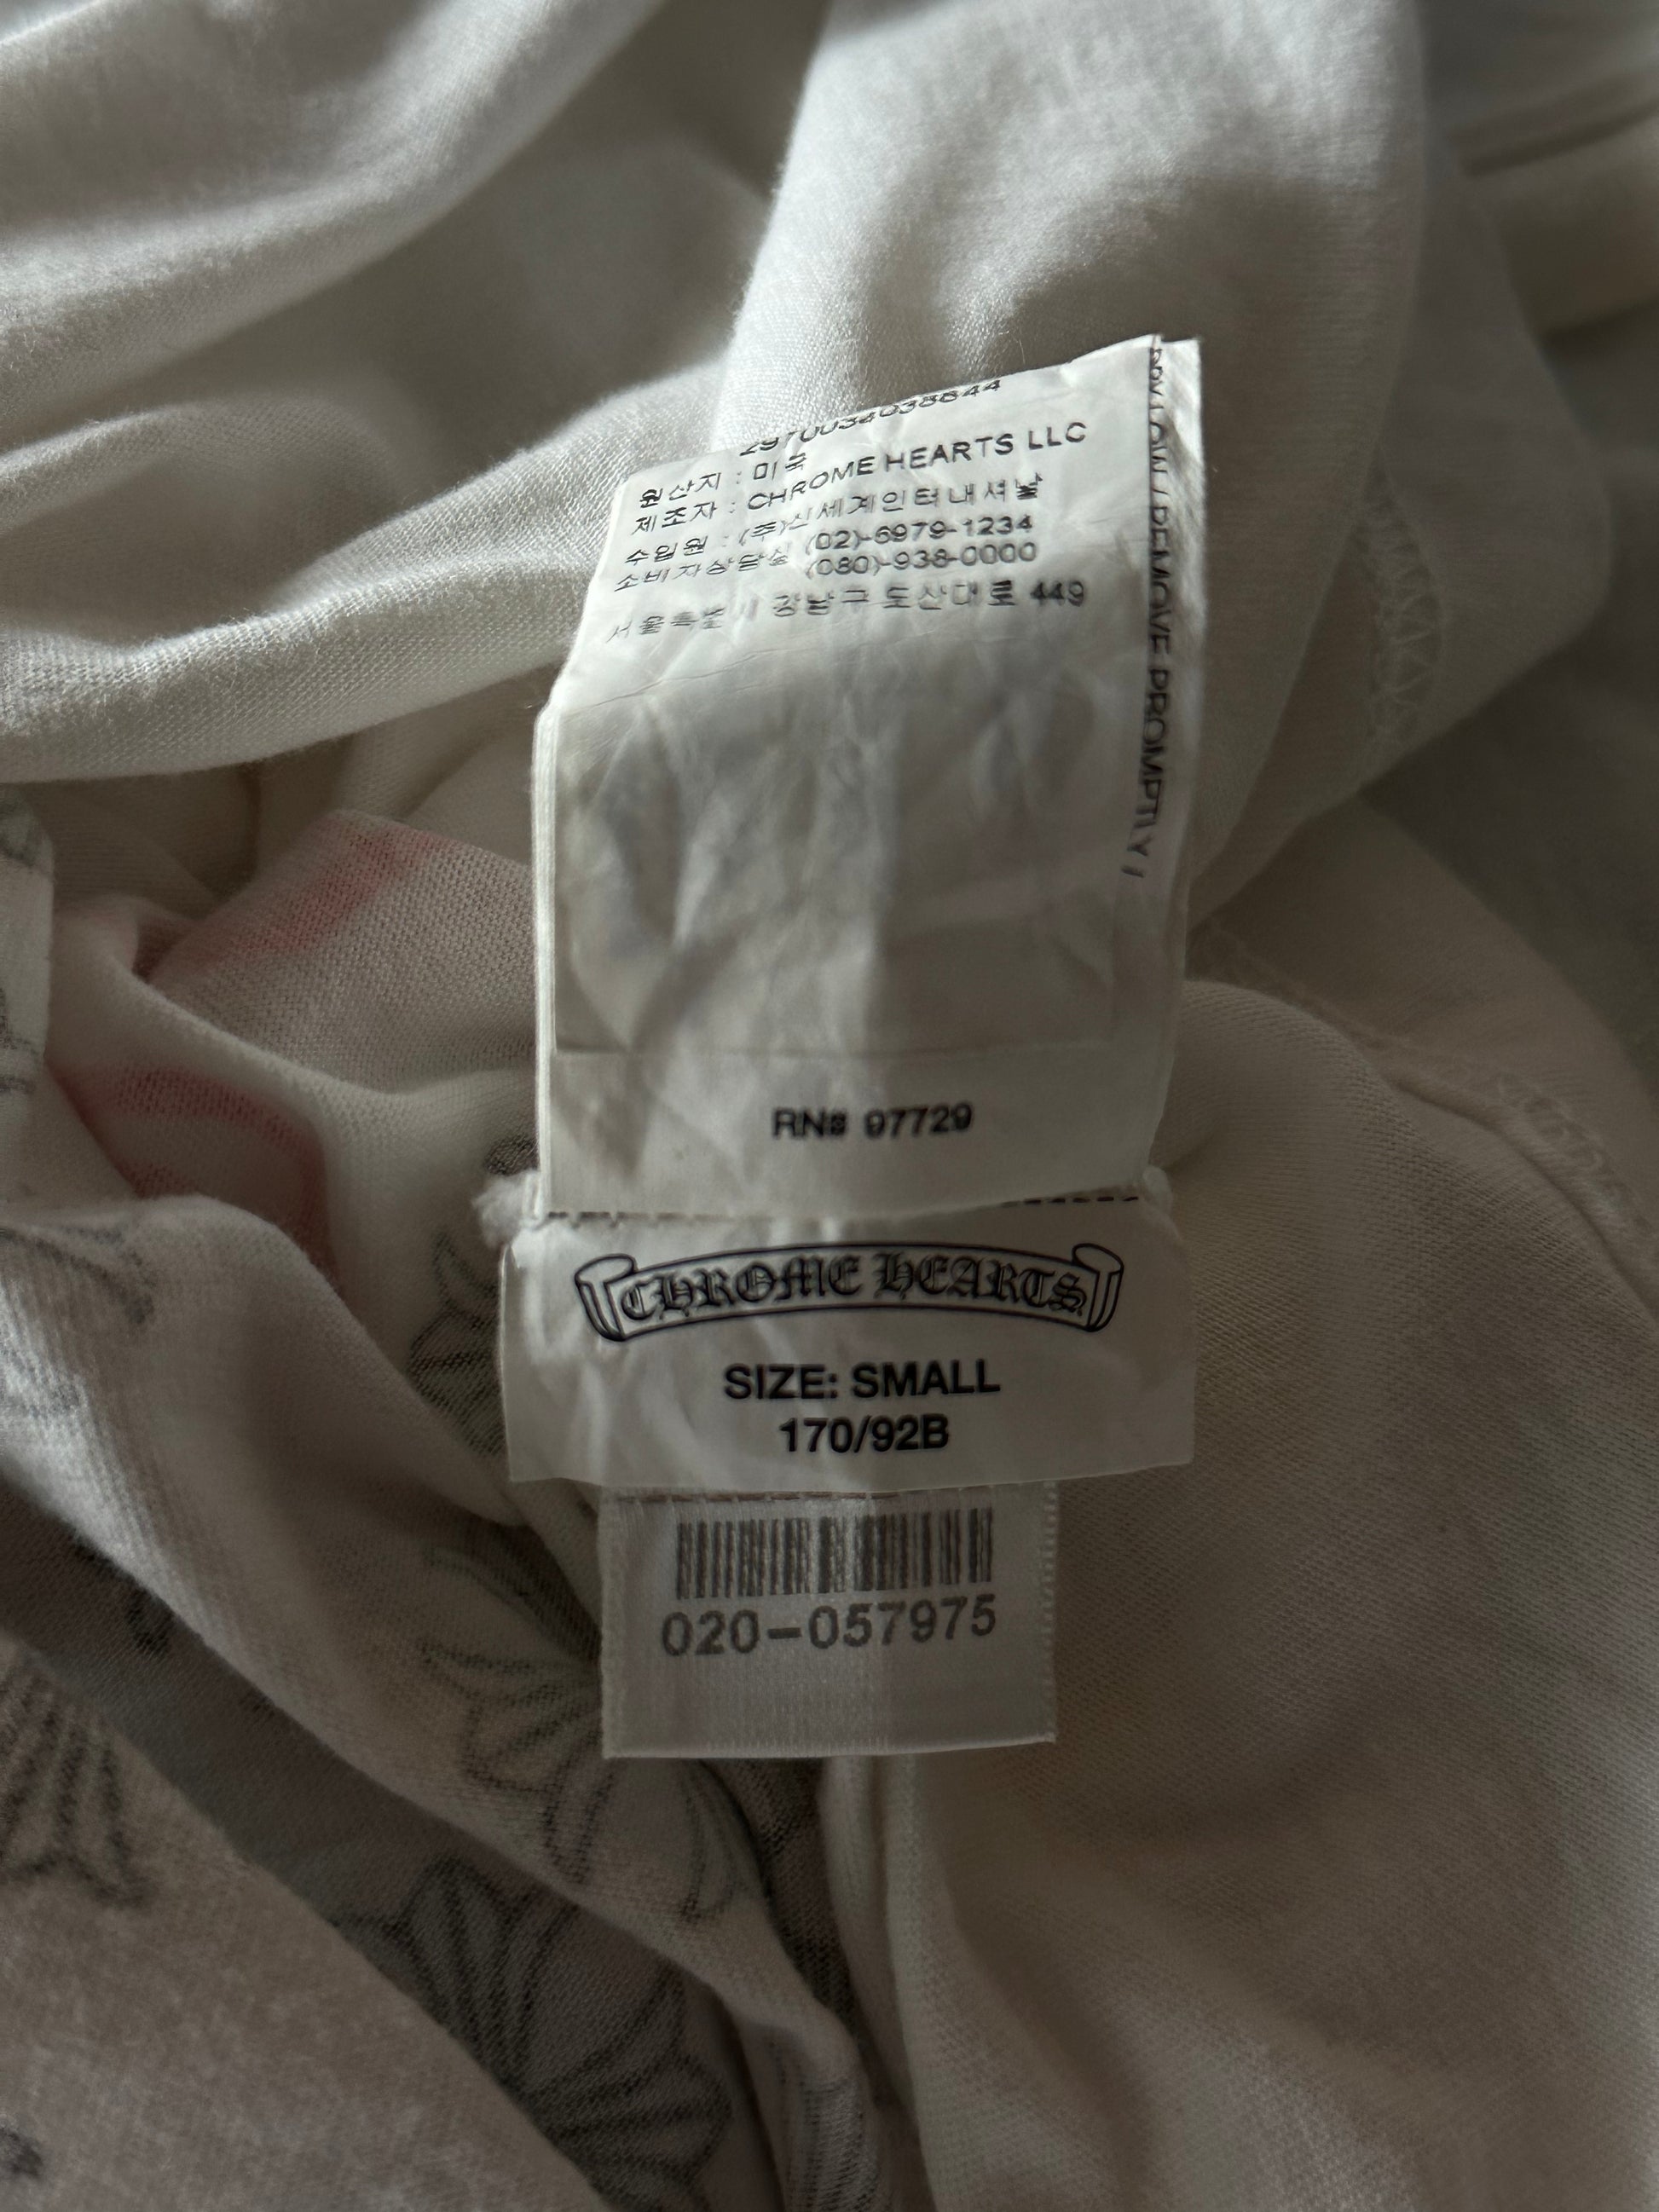 2970034038844
원산지 : 미국
제조자 : CHROME HEARTS LLC
수입원 : (주)신세계인터내셔날
소비자상담실 (02)-6979-1234
(080)-938-0000
서울특별시 강남구 도산대로 449
DRY LOW / REMOVE PROMPTLY /
RN# 97729
CHROME HEARTS
SIZE: SMALL
170/92B
020-057975